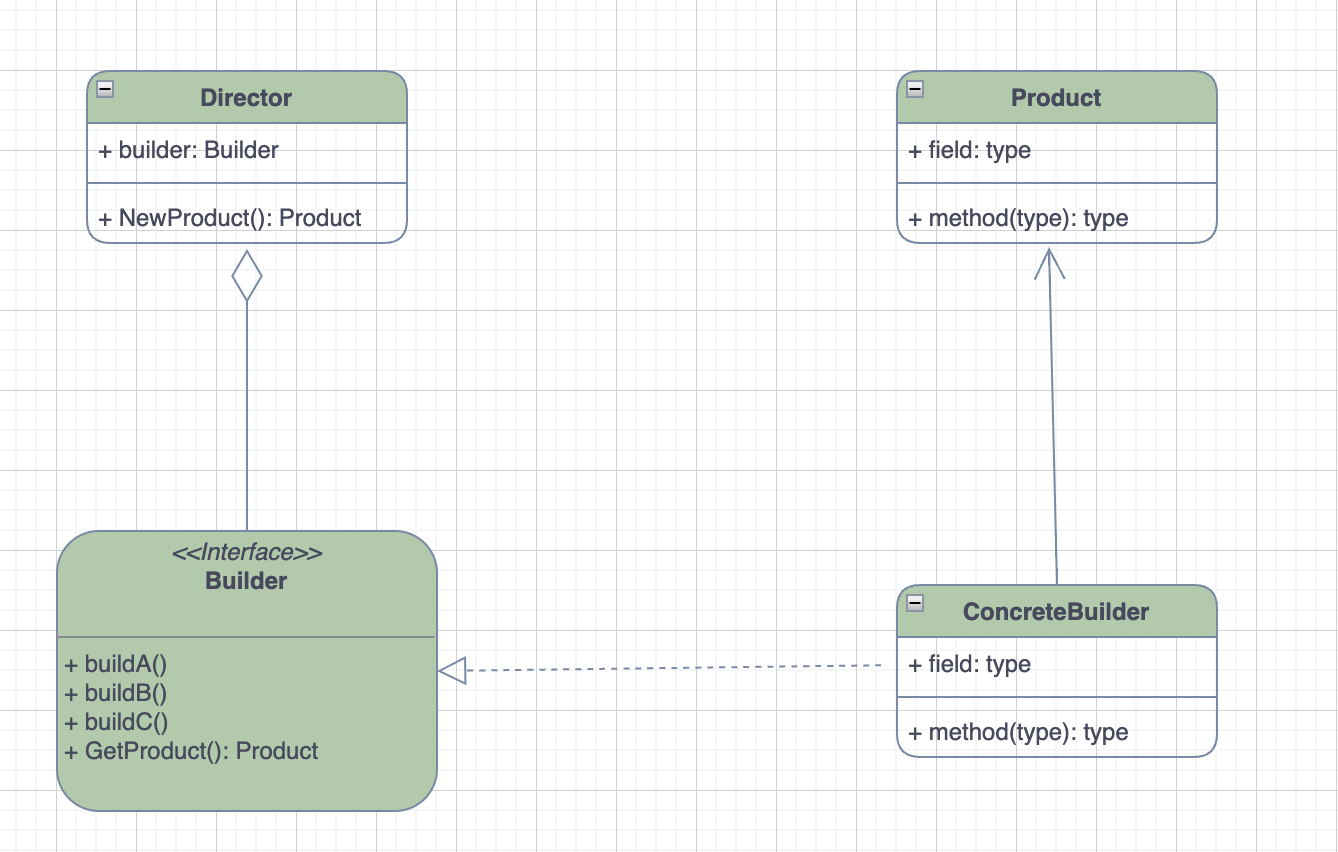 Director
+ builder: Builder
+ NewProduct(): Product
Product
+ field: type
+ method(type): type
<<Interface>>
Builder
+ buildA()
+ buildB()
+ buildC()
+ GetProduct(): Product
ConcreteBuilder
+ field: type
+ method(type): type